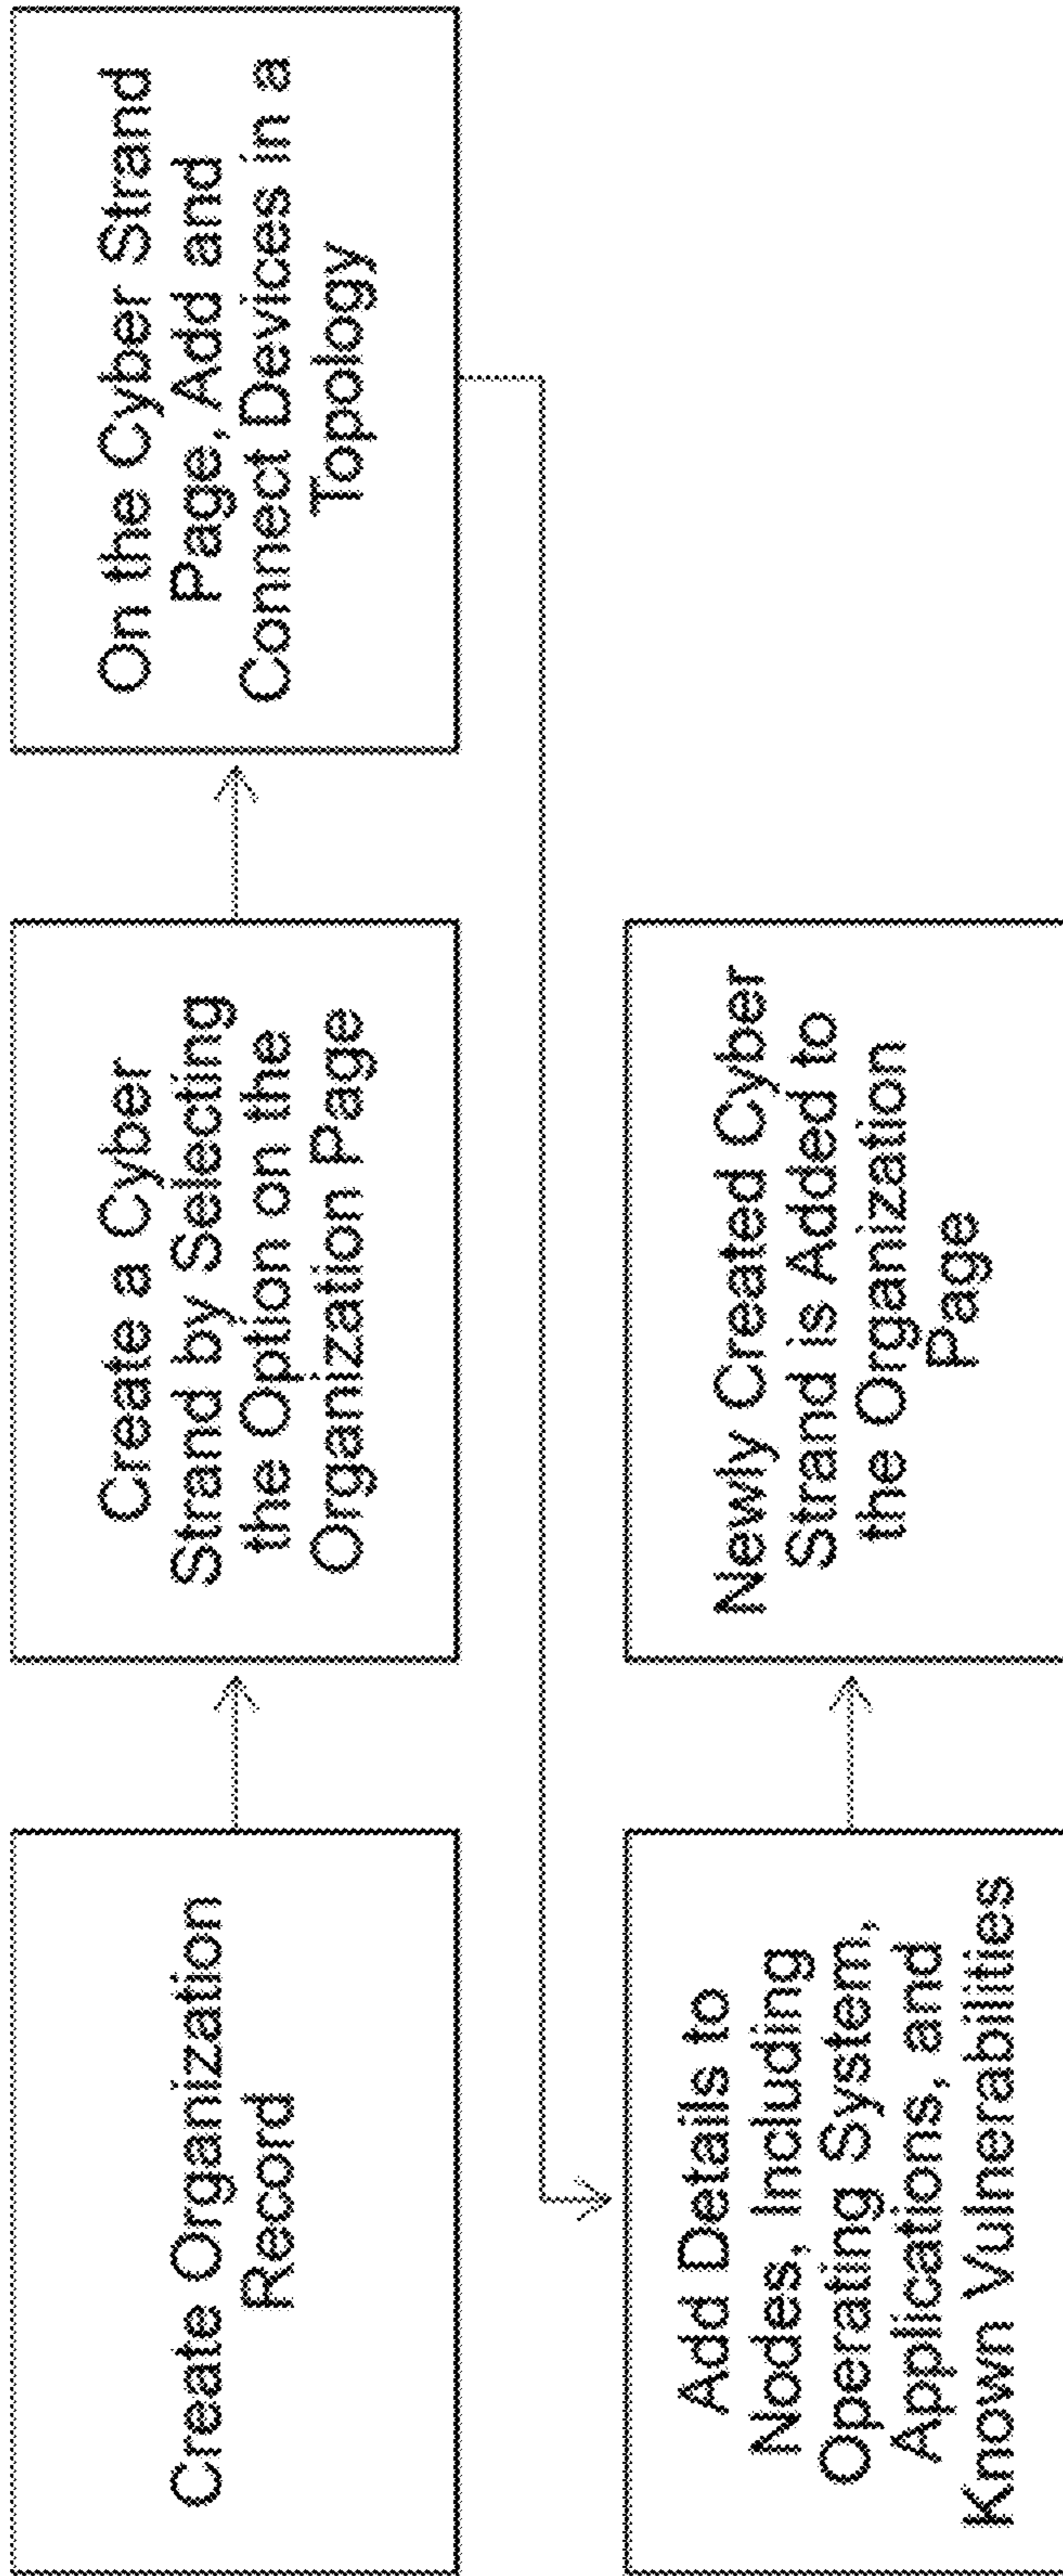 Create Organization
Record
Create a Cyber
Strand by Selecting
the Option on the
Organization Page
On the Cyber Strand
Page, Add and
Connect Devices in a
Topology
Add Details to
Nodes, Including
Operating System,
Applications, and
Known Vulnerabilities
Newly Created Cyber
Strand is Added to
the Organization
Page